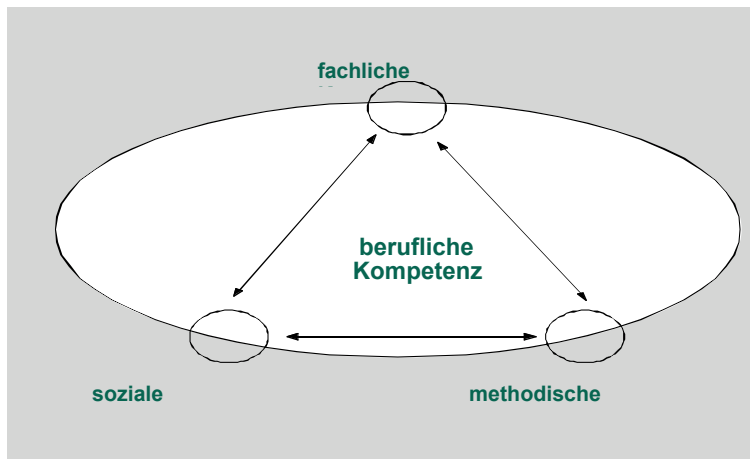 fachliche
berufliche
Kompetenz
soziale
methodische